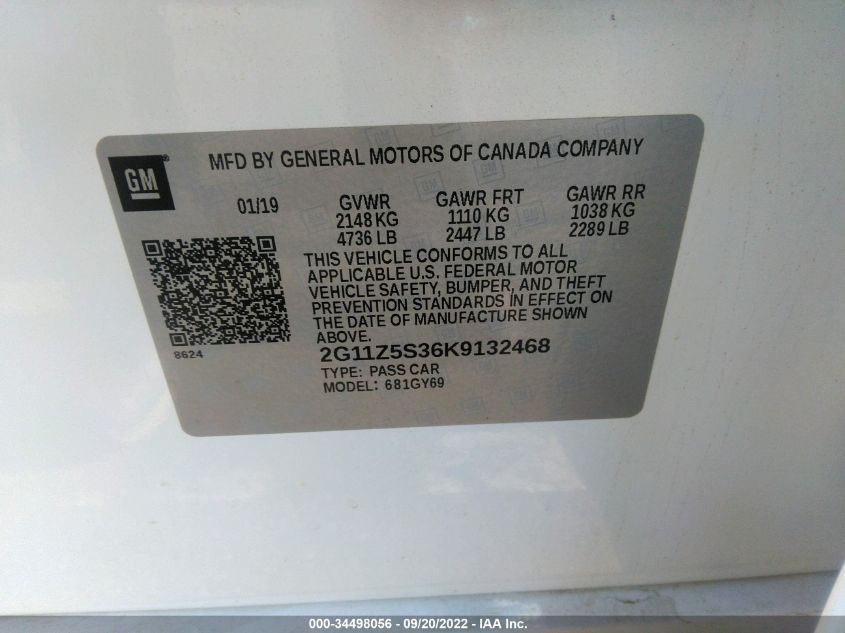 GM
MFD BY GENERAL MOTORS OF CANADA COMPANY
01/19 GVWR GAWR FRT GAWR RR
2148 KG 1110 KG 1038 KG
4736 LB 2447 LB 2289 LB
THIS VEHICLE CONFORMS TO ALL
APPLICABLE U.S. FEDERAL MOTOR
VEHICLE SAFETY, BUMPER, AND THEFT
PREVENTION STANDARDS IN EFFECT ON
THE DATE OF MANUFACTURE SHOWN
ABOVE.
8624
2G11Z5S36K9132468
TYPE: PASS CAR
MODEL: 681GY69
000-34498056 - 09/20/2022 - IAA Inc.